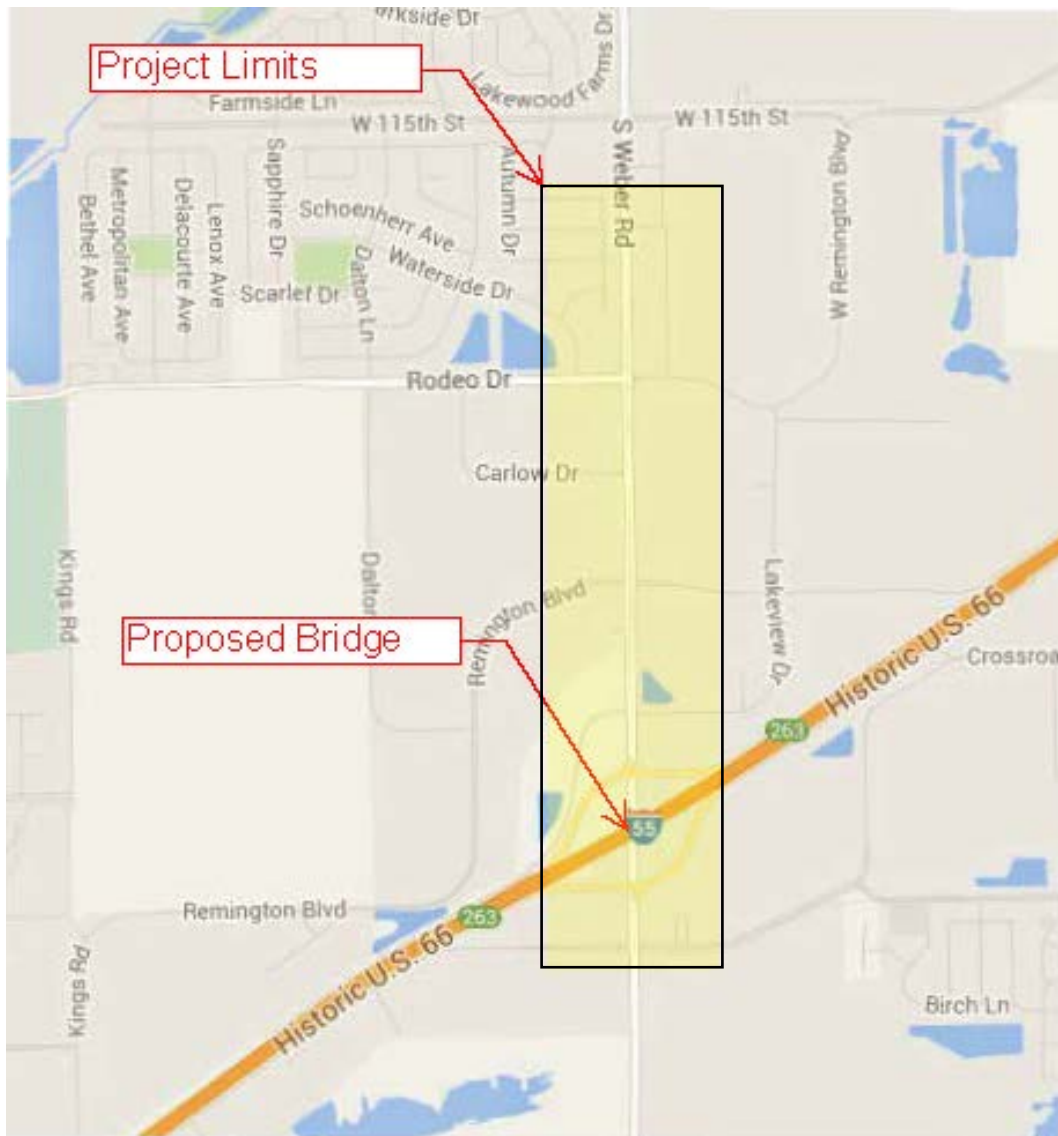 arkside Dr
Project Limits
Lakewood Farms Dr
Farmside Ln
W 115th St
W 115th St
S Weber Rd
Autumn Dr
Sapphire Dr
W Remington Blvd
Metropolitan Ave
Bethel Ave
Delacourte Ave
Lenox Ave
Schoenherr Ave
Waterside Dr
Dalton Ln
Scarlet Dr
Rodeo Dr
Carlow Dr
Kings Rd
Dalton
Remington Blvd
Lakeview Dr
Proposed Bridge
Historic U.S. 66
Crossroa
263
55
Remington Blvd
263
Historic U.S. 66
Kings Rd
Birch Ln